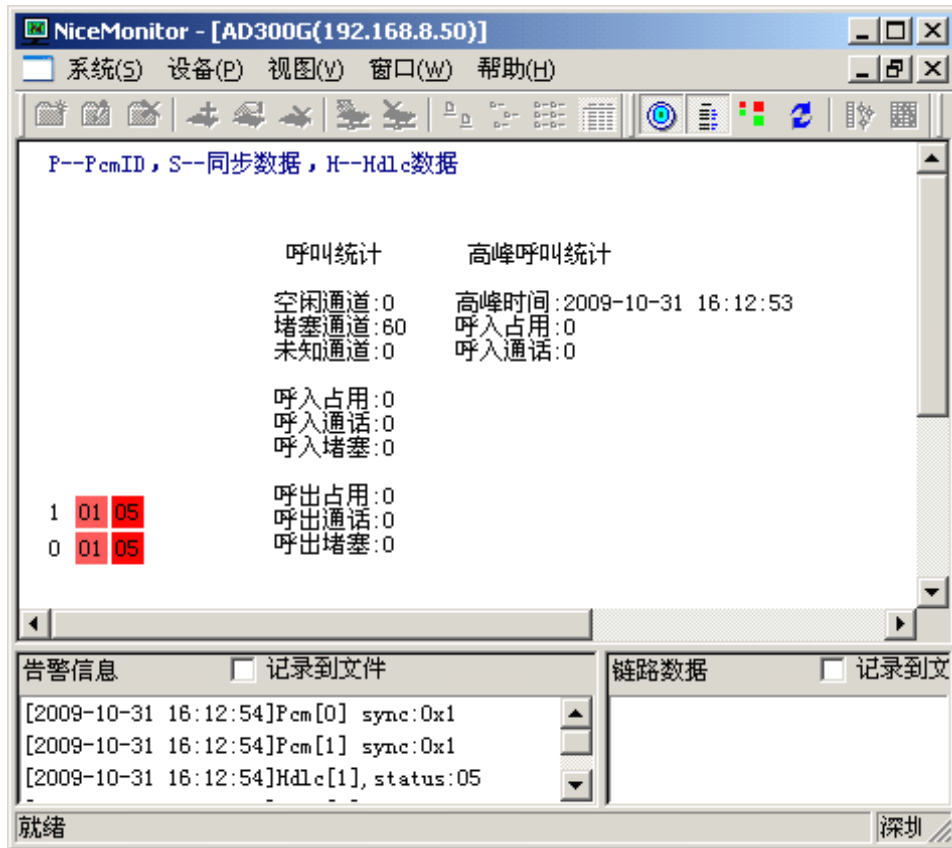 NiceMonitor - [AD300G(192.168.8.50)]
系统(S) 设备(P) 视图(V) 窗口(W) 帮助(H)
P--PcmID，S--同步数据，H--Hdlc数据
呼叫统计 高峰呼叫统计
空闲通道:0 高峰时间:2009-10-31 16:12:53
堵塞通道:60 呼入占用:0
未知通道:0 呼入通话:0
呼入占用:0
呼入通话:0
呼入堵塞:0
呼出占用:0
呼出通话:0
呼出堵塞:0
1 01 05
0 01 05
告警信息 记录到文件 链路数据 记录到文
[2009-10-31 16:12:54]Pcm[0] sync:0x1
[2009-10-31 16:12:54]Pcm[1] sync:0x1
[2009-10-31 16:12:54]Hdlc[1],status:05
就绪 深圳